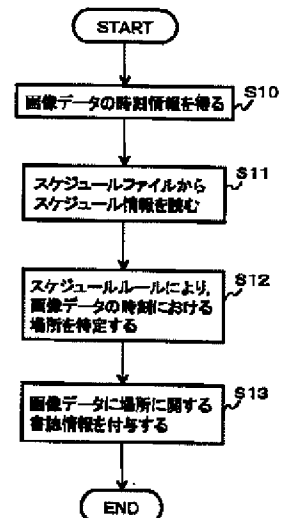 START
画像データの時刻情報を得る
S10
スケジュールファイルから
スケジュール情報を読む
S11
スケジュールルールにより,
画像データの時刻における
場所を特定する
S12
画像データに場所に関する
書誌情報を付与する
S13
END